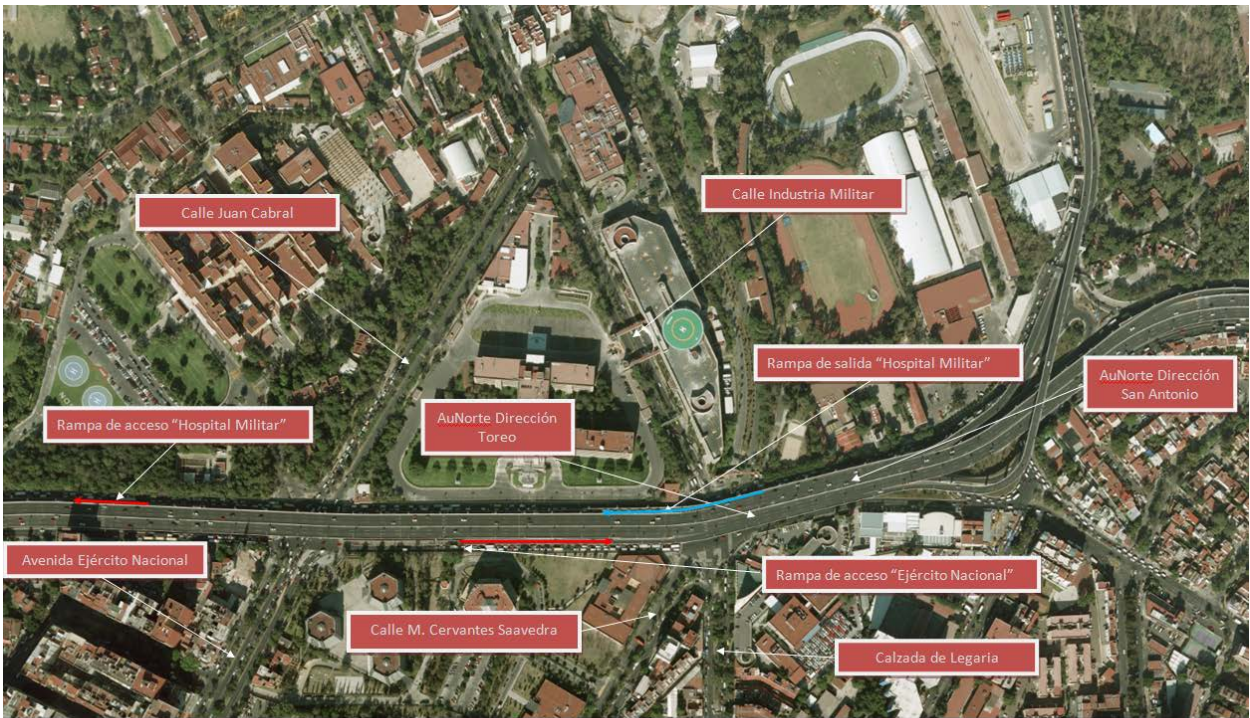 Calle Industria Militar
Calle Juan Cabral
Rampa de salida “Hospital Militar”
AuNorte Dirección
San Antonio
AuNorte Dirección
Toreo
Rampa de acceso “Hospital Militar”
Avenida Ejército Nacional
Rampa de acceso “Ejército Nacional”
Calle M. Cervantes Saavedra
Calzada de Legaria
H
H
H